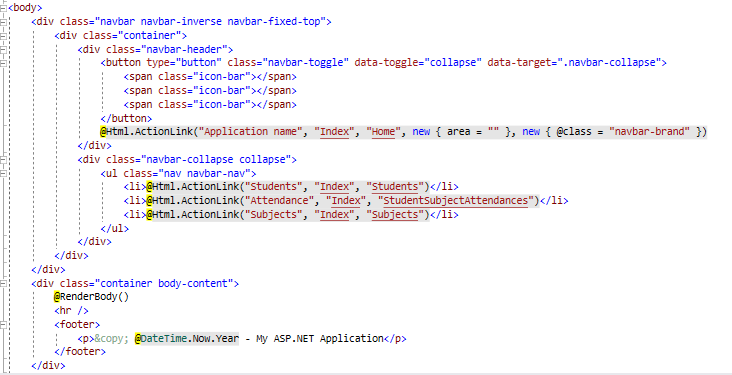 <body>
<div class="navbar navbar-inverse navbar-fixed-top">
<div class="container">
<div class="navbar-header">
<button type="button" class="navbar-toggle" data-toggle="collapse" data-target=".navbar-collapse">
<span class="icon-bar"></span>
<span class="icon-bar"></span>
<span class="icon-bar"></span>
</button>
@Html.ActionLink("Application name", "Index", "Home", new { area = "" }, new { @class = "navbar-brand" })
</div>
<div class="navbar-collapse collapse">
<ul class="nav navbar-nav">
<li>@Html.ActionLink("Students", "Index", "Students")</li>
<li>@Html.ActionLink("Attendance", "Index", "StudentSubjectAttendances")</li>
<li>@Html.ActionLink("Subjects", "Index", "Subjects")</li>
</ul>
</div>
</div>
</div>
<div class="container body-content">
@RenderBody()
<hr />
<footer>
<p>&copy; @DateTime.Now.Year - My ASP.NET Application</p>
</footer>
</div>